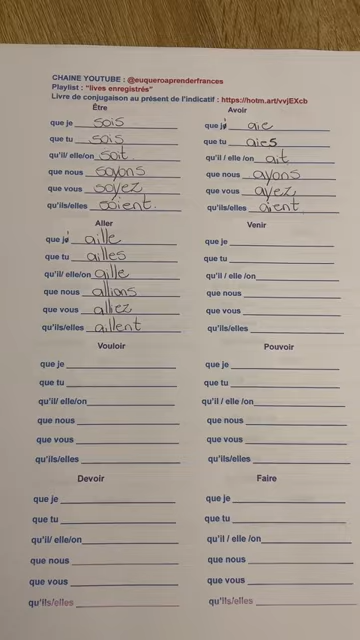 CHAINE YOUTUBE : @euqueroaprenderfrances
Playlist : "lives enregistrés"
Livre de conjugaison au présent de l'indicatif : https://hotm.art/vvjEXcb
Être
que je sois
que tu sois
qu'il/ elle/on soit
que nous soyons
que vous soyez
qu'ils/elles soient.
Avoir
que j' aie
que tu aies
qu'il / elle /on ait
que nous ayons
que vous ayez,
qu'ils/elles aient
Aller
que j' aille
que tu ailles
qu'il/ elle/on aille
que nous allions
que vous alliez
qu'ils/elles aillent
Venir
que je
que tu
qu'il / elle /on
que nous
que vous
qu'ils/elles
Vouloir
que je
que tu
qu'il/ elle/on
que nous
que vous
qu'ils/elles
Pouvoir
que je
que tu
qu'il / elle /on
que nous
que vous
qu'ils/elles
Devoir
que je
que tu
qu'il/ elle/on
que nous
que vous
qu'ils/elles
Faire
que je
que tu
qu'il / elle /on
que nous
que vous
qu'ils/elles